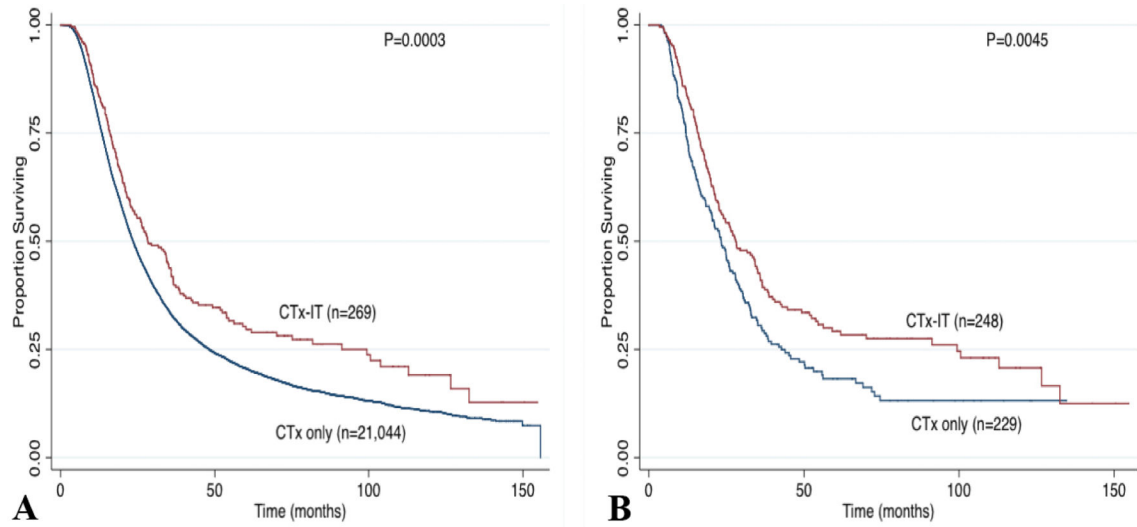 P=0.0003
Proportion Surviving
1.00
0.75
0.50
0.25
0.00
CTx-IT (n=269)
CTx only (n=21,044)
0
50
100
150
Time (months)
A
P=0.0045
Proportion Surviving
1.00
0.75
0.50
0.25
0.00
CTx-IT (n=248)
CTx only (n=229)
0
50
100
150
Time (months)
B